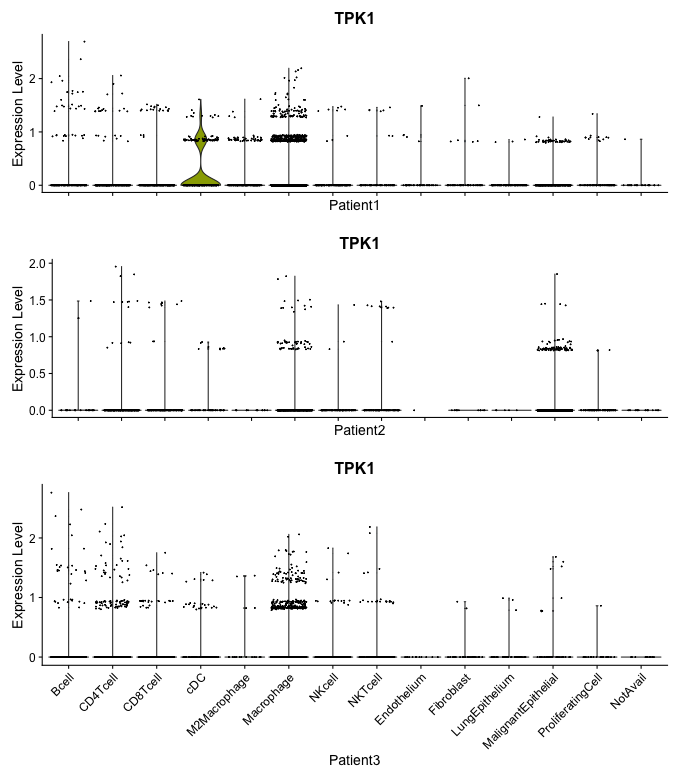 TPK1
Expression Level
2
1
0
Patient1
TPK1
Expression Level
2.0
1.5
1.0
0.5
0.0
Patient2
TPK1
Expression Level
2
1
0
Bcell
CD4Tcell
CD8Tcell
cDC
M2Macrophage
Macrophage
NKcell
NKTcell
Endothelium
Fibroblast
LungEpithelium
MalignantEpithelial
ProliferatingCell
NotAvail
Patient3